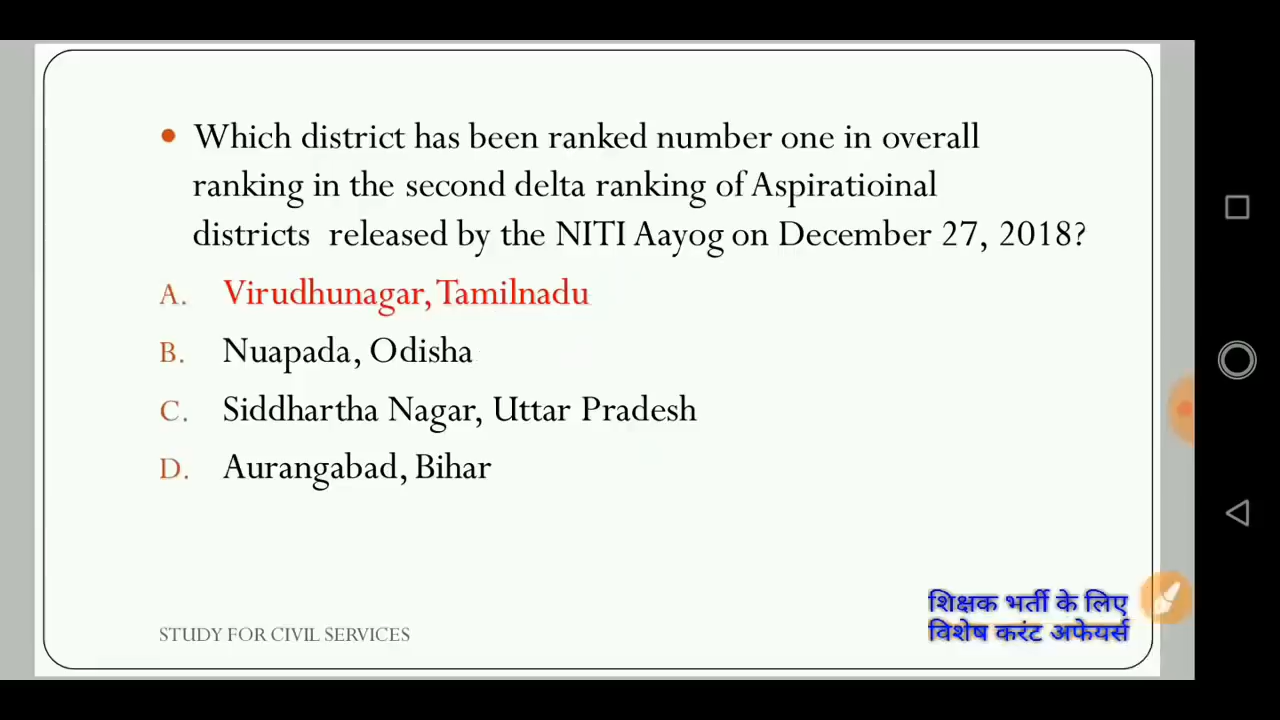 Which district has been ranked number one in overall
ranking in the second delta ranking of Aspiratioinal
districts released by the NITI Aayog on December 27, 2018?
A. Virudhunagar, Tamilnadu
B. Nuapada, Odisha
C. Siddhartha Nagar, Uttar Pradesh
D. Aurangabad, Bihar
शिक्षक भर्ती के लिए
विशेष करंट अफेयर्स
STUDY FOR CIVIL SERVICES